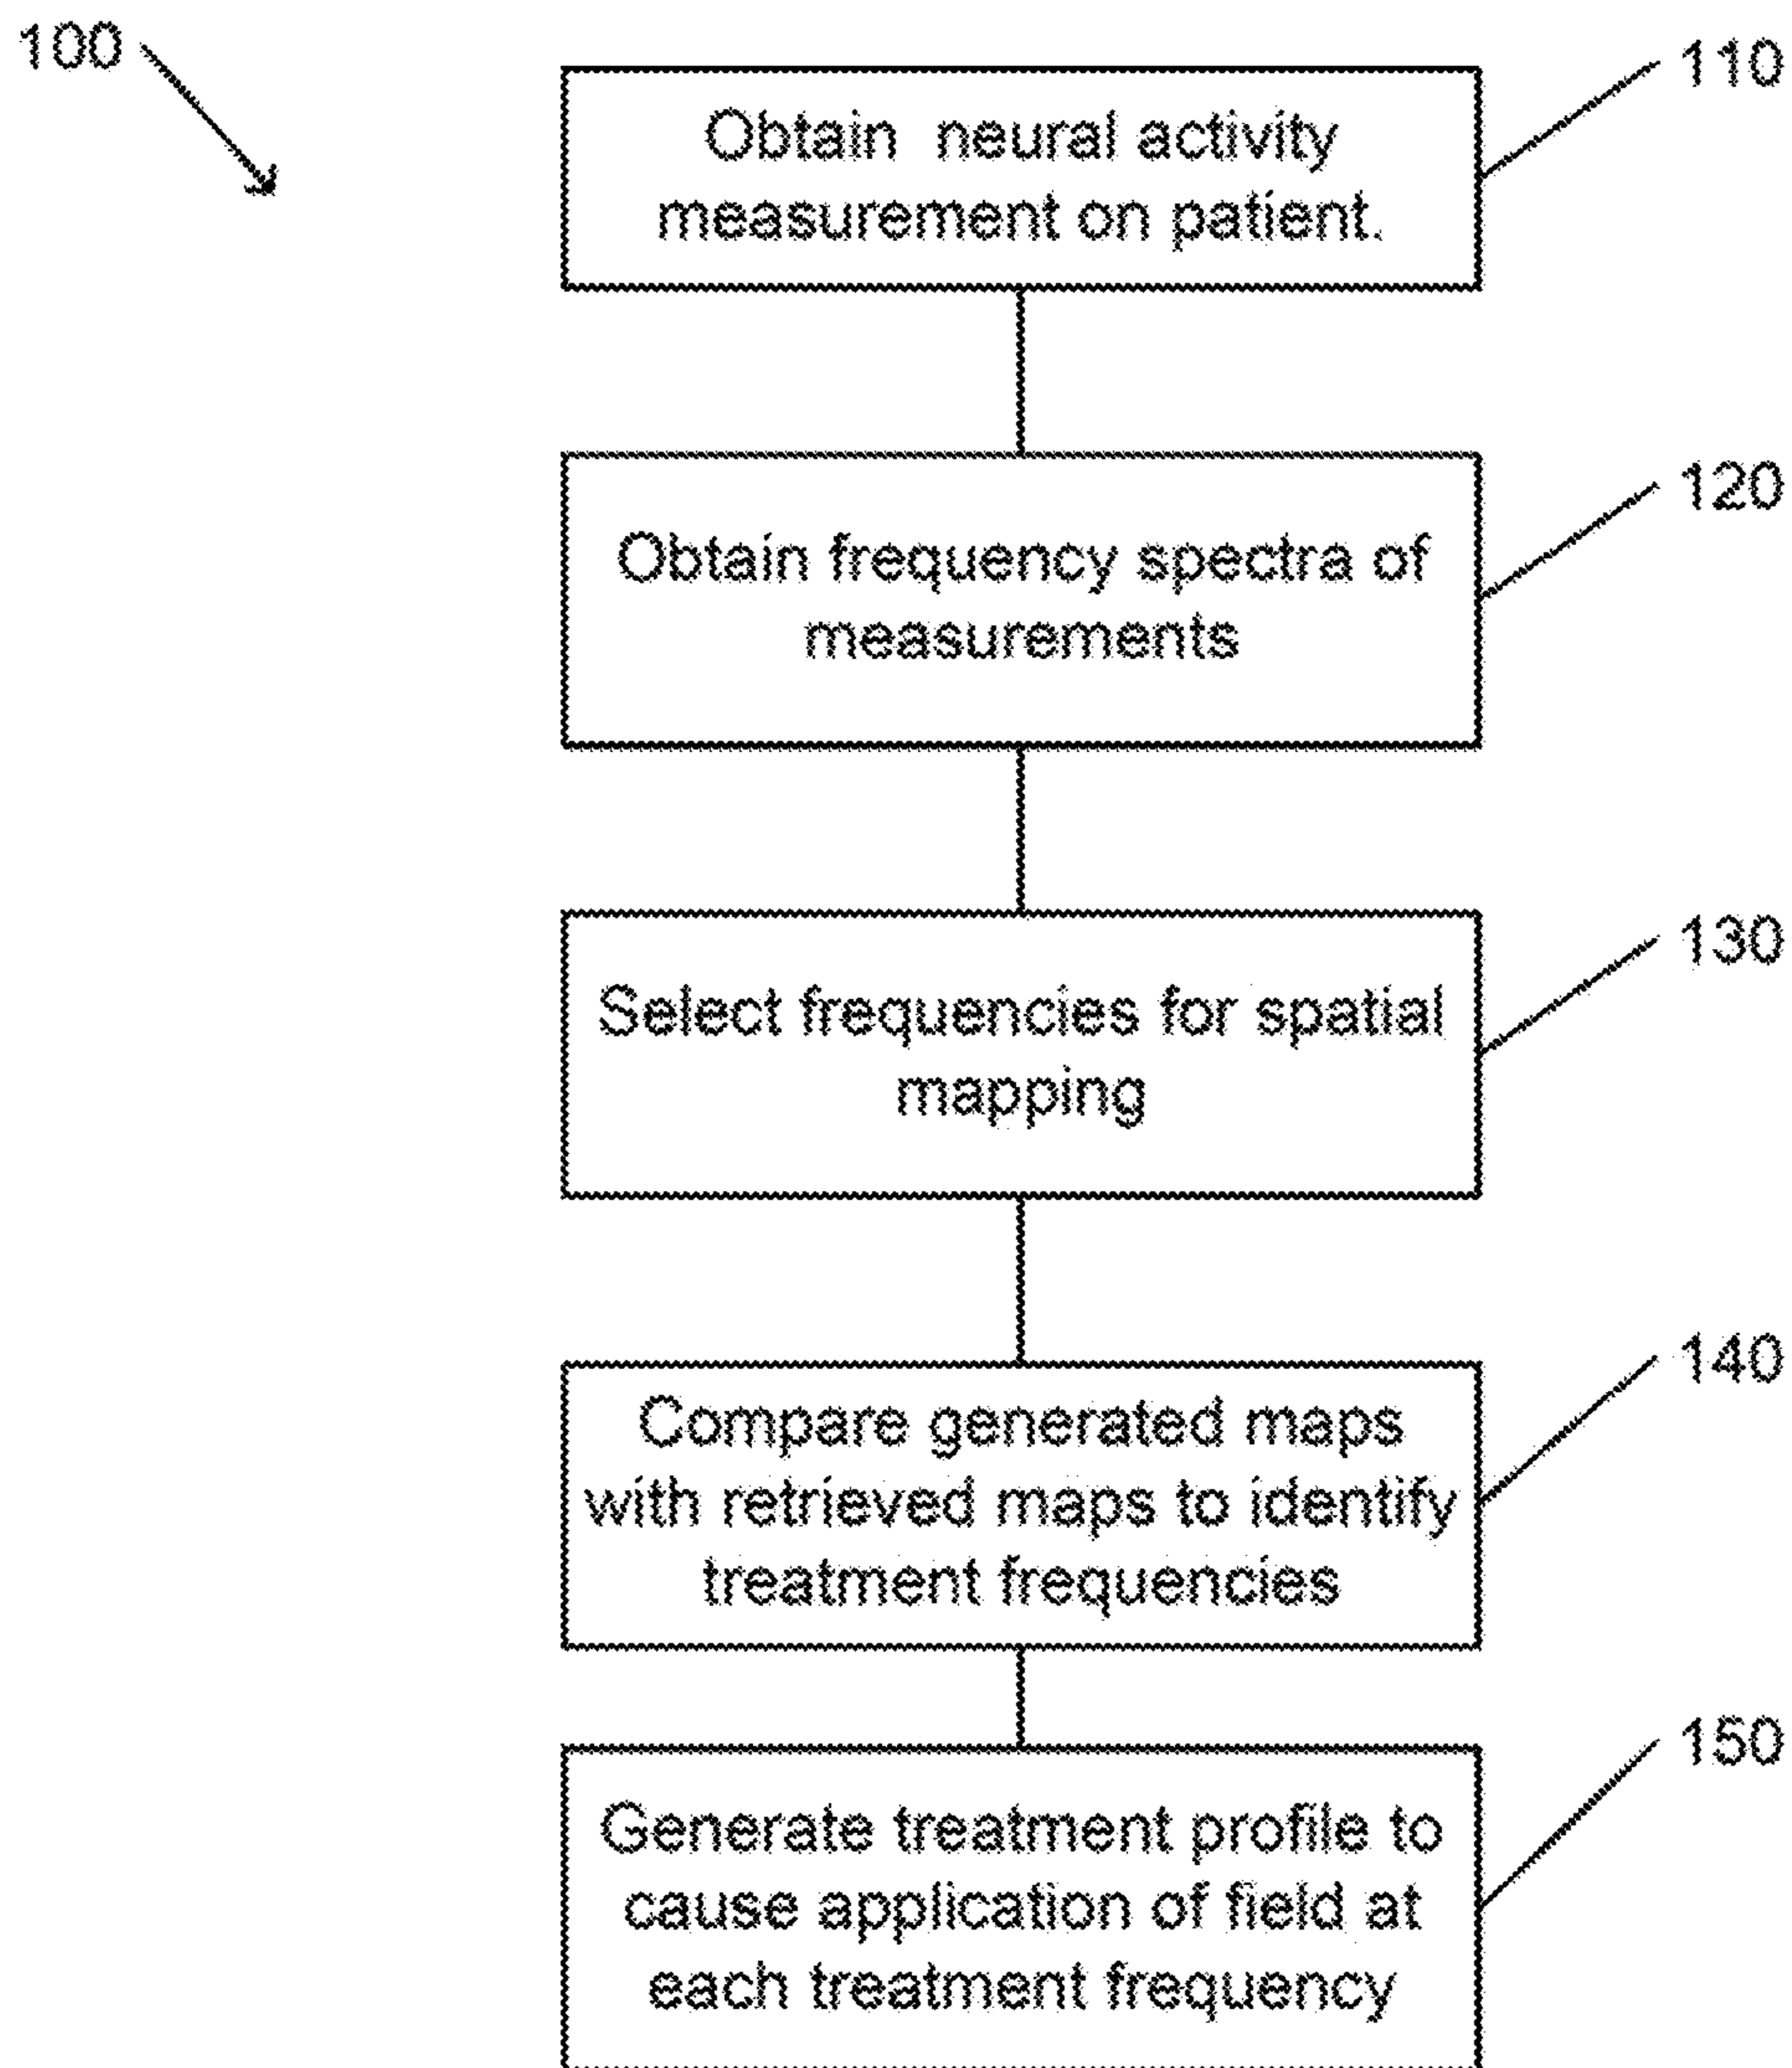 100
110
Obtain neural activity
measurement on patient.
120
Obtain frequency spectra of
measurements
130
Select frequencies for spatial
mapping
140
Compare generated maps
with retrieved maps to identify
treatment frequencies
150
Generate treatment profile to
cause application of field at
each treatment frequency